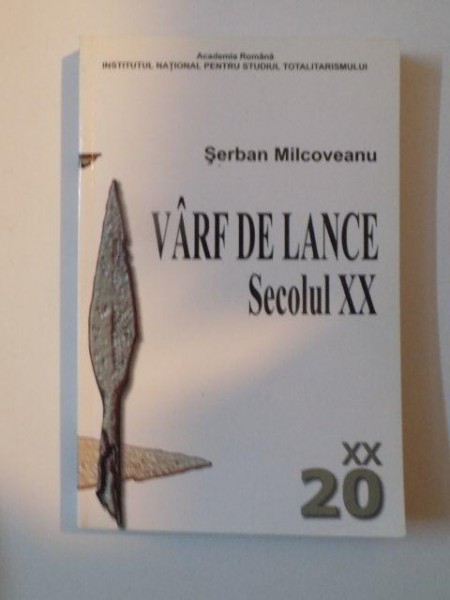 Academia Română
INSTITUTUL NAȚIONAL PENTRU STUDIUL TOTALITARISMULUI
Şerban Milcoveanu
VÂRF DE LANCE
Secolul XX
XX
20